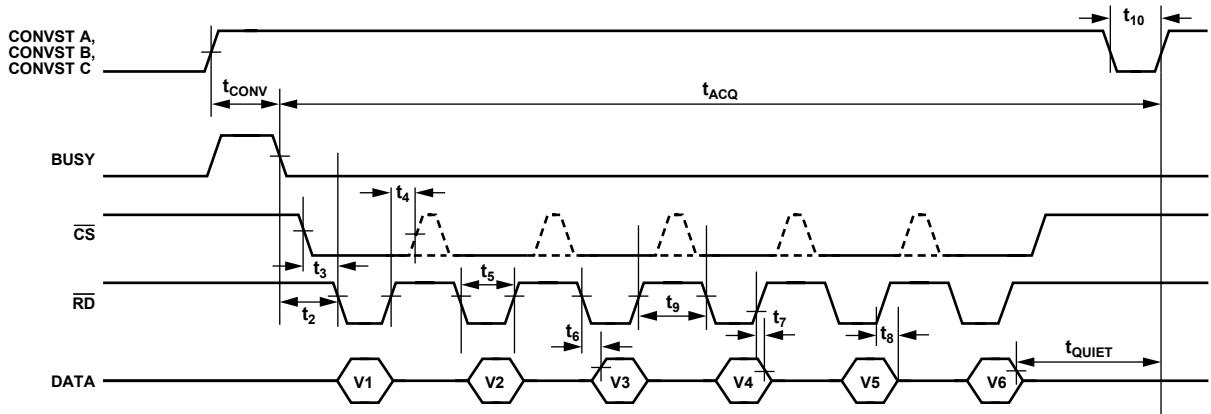 t10
CONVST A,
CONVST B,
CONVST C
tCONV
tACQ
BUSY
t4
CS
t3
t5
RD
t2
t9
t7
t6
t8
tQUIET
DATA
V1
V2
V3
V4
V5
V6